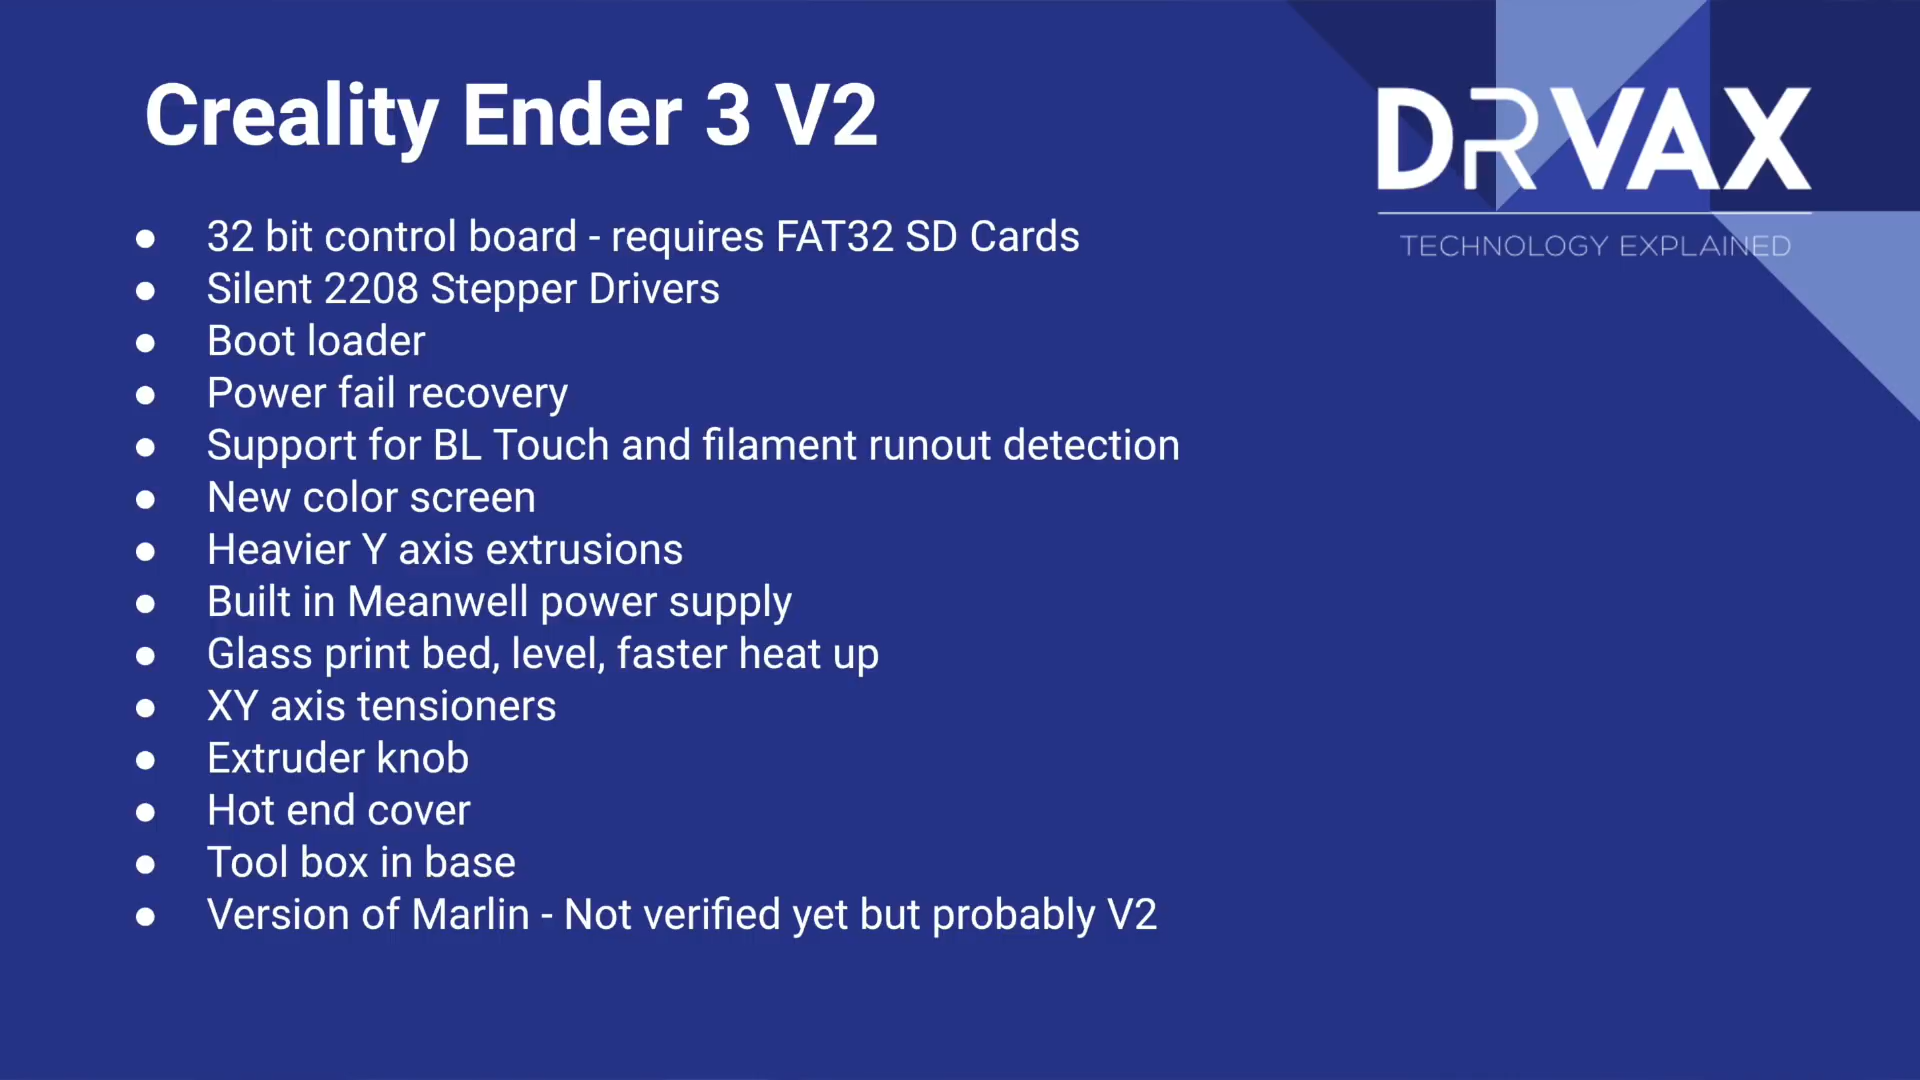 Creality Ender 3 V2
DRVAX
TECHNOLOGY EXPLAINED
● 32 bit control board - requires FAT32 SD Cards
● Silent 2208 Stepper Drivers
● Boot loader
● Power fail recovery
● Support for BL Touch and filament runout detection
● New color screen
● Heavier Y axis extrusions
● Built in Meanwell power supply
● Glass print bed, level, faster heat up
● XY axis tensioners
● Extruder knob
● Hot end cover
● Tool box in base
● Version of Marlin - Not verified yet but probably V2